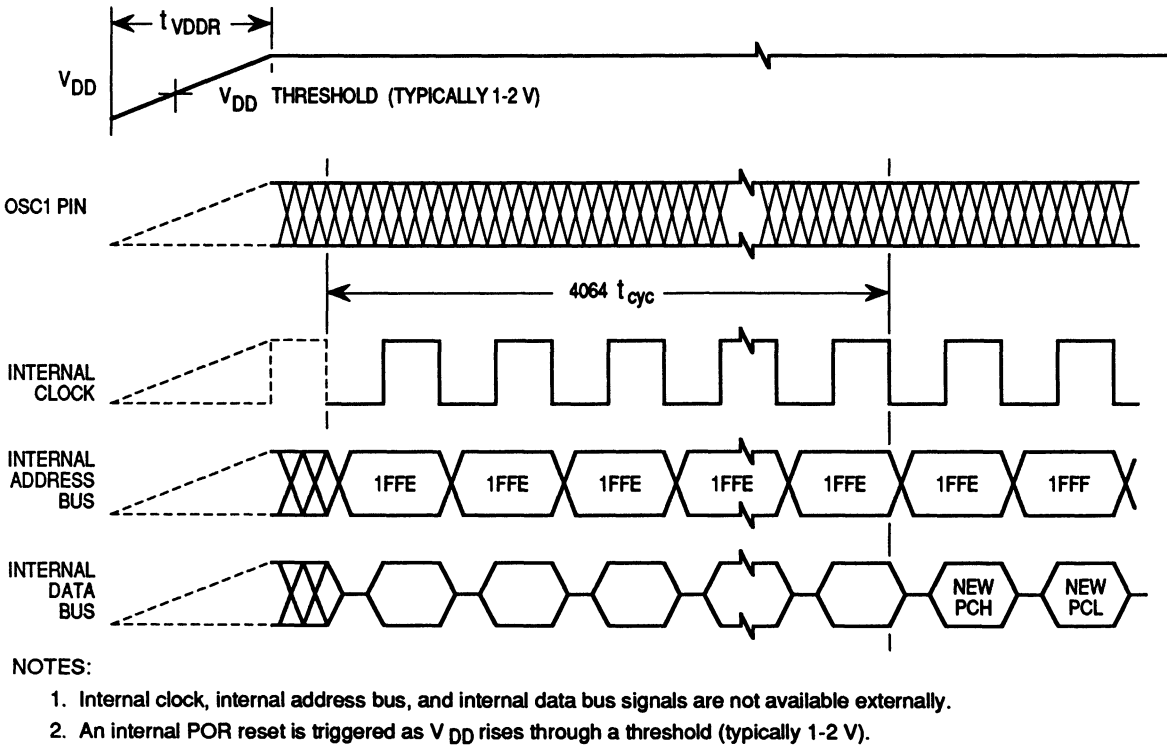 t VDDR
V DD
V DD THRESHOLD (TYPICALLY 1-2 V)
OSC1 PIN
4064 t cyc
INTERNAL
CLOCK
INTERNAL
ADDRESS
BUS
1FFE 1FFE 1FFE 1FFE 1FFE 1FFE 1FFF
INTERNAL
DATA
BUS
NEW
PCH
NEW
PCL
NOTES:
1. Internal clock, internal address bus, and internal data bus signals are not available externally.
2. An internal POR reset is triggered as V DD rises through a threshold (typically 1-2 V).